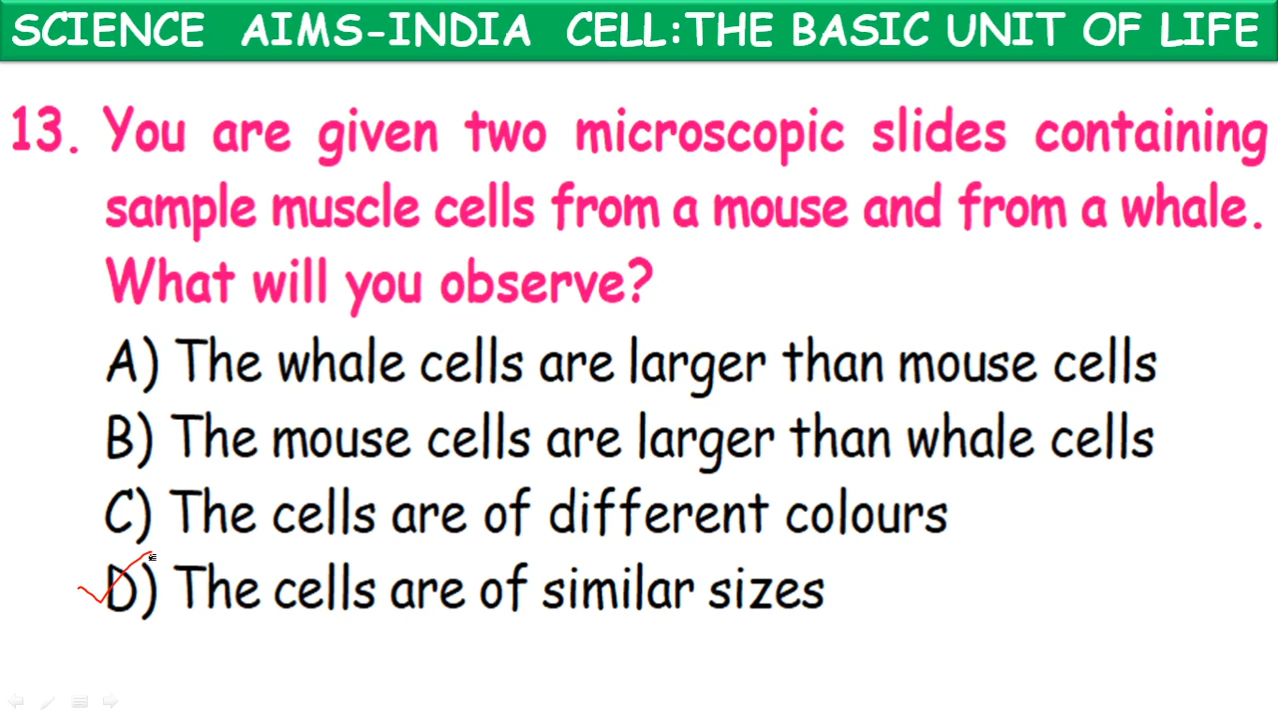 SCIENCE AIMS-INDIA CELL:THE BASIC UNIT OF LIFE
13. You are given two microscopic slides containing
sample muscle cells from a mouse and from a whale.
What will you observe?
A) The whale cells are larger than mouse cells
B) The mouse cells are larger than whale cells
C) The cells are of different colours
D) The cells are of similar sizes